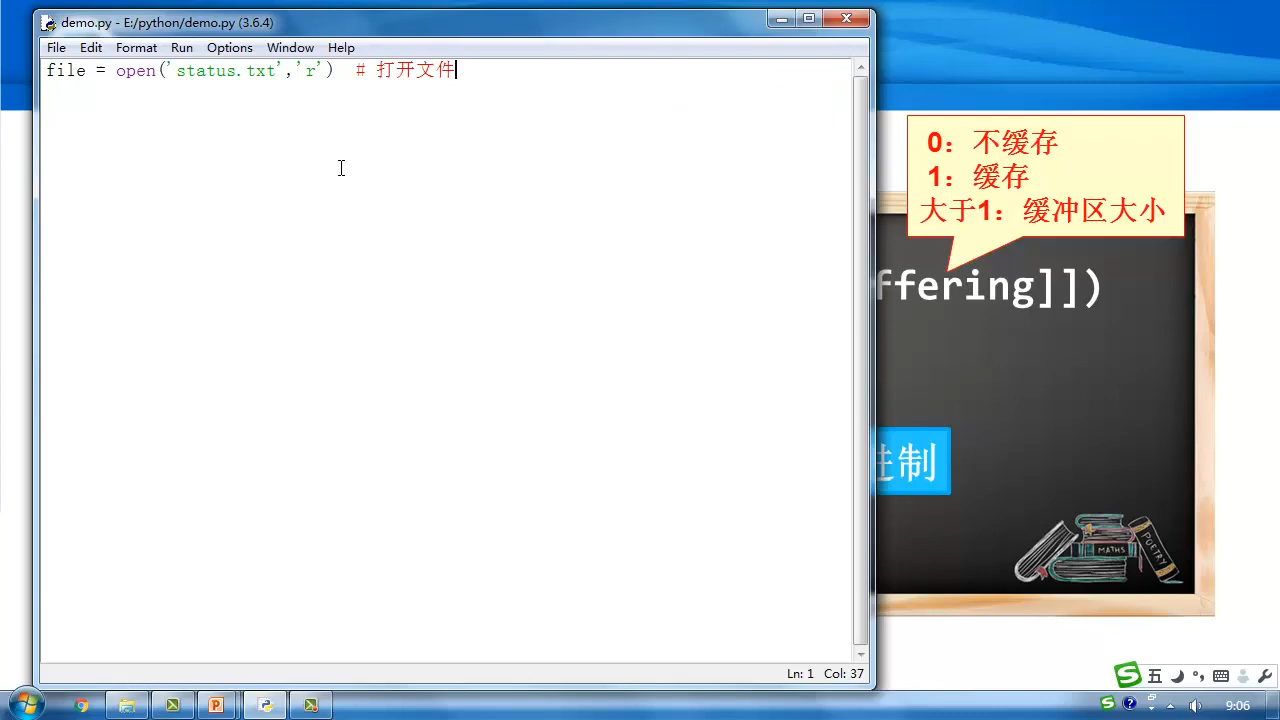 demo.py - E:/python/demo.py (3.6.4)
File Edit Format Run Options Window Help
file = open('status.txt','r')  # 打开文件
0：不缓存
1：缓存
大于1：缓冲区大小
ffering]])
进制
MATHS
POETRY
Ln: 1 Col: 37
五
9:06